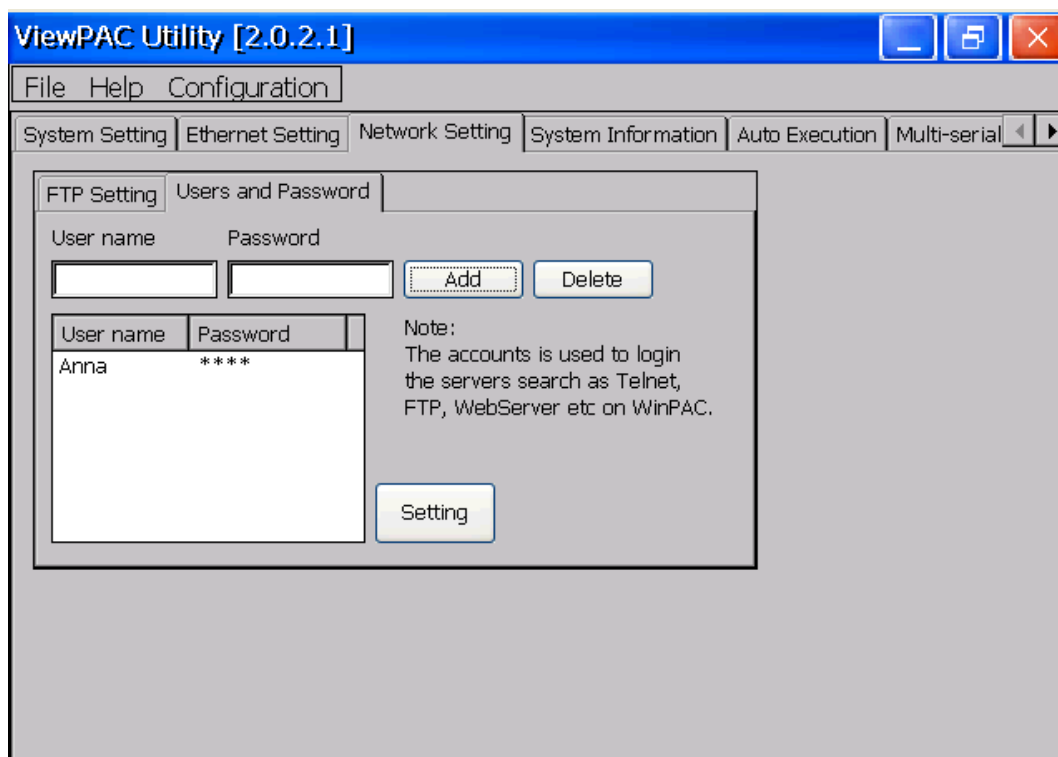 ViewPAC Utility [2.0.2.1]
File Help Configuration
System Setting Ethernet Setting Network Setting System Information Auto Execution Multi-serial
FTP Setting Users and Password
User name Password
Add Delete
User name Password
Anna ****
Note:
The accounts is used to login
the servers search as Telnet,
FTP, WebServer etc on WinPAC.
Setting